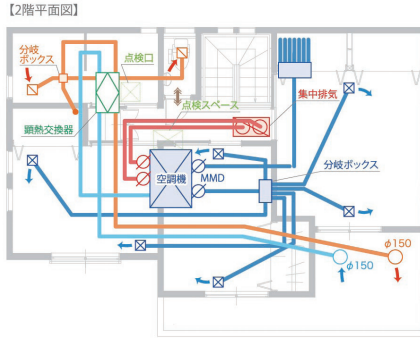 【2階平面図】
分岐
ボックス
点検口
点検スペース
集中排気
顕熱交換器
空調機
MMD
分岐ボックス
φ150
φ150